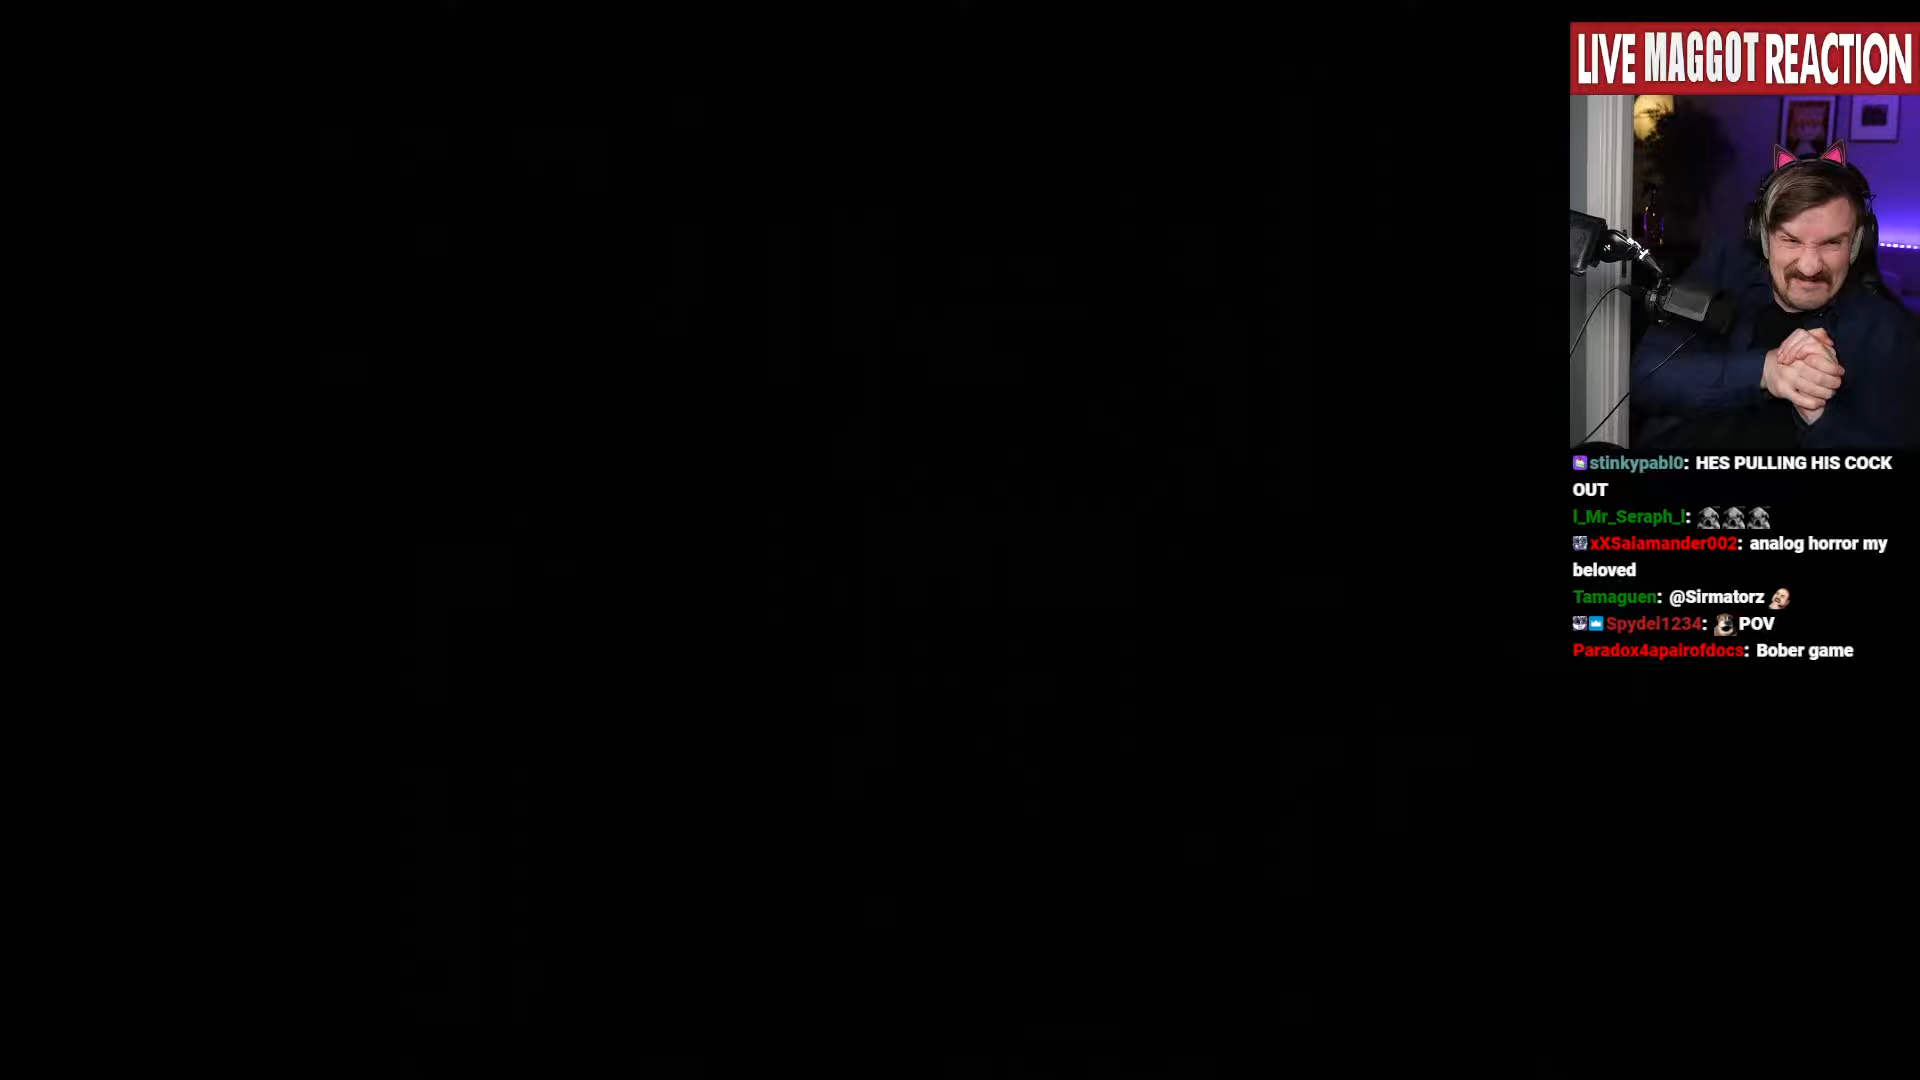 LIVE MAGGOT REACTION
stinkypabl0: HES PULLING HIS COCK
OUT
l_Mr_Seraph_l:
xXSalamander002: analog horror my
beloved
Tamaguen: @Sirmatorz
Spydel1234: POV
Paradox4apairofdocs: Bober game